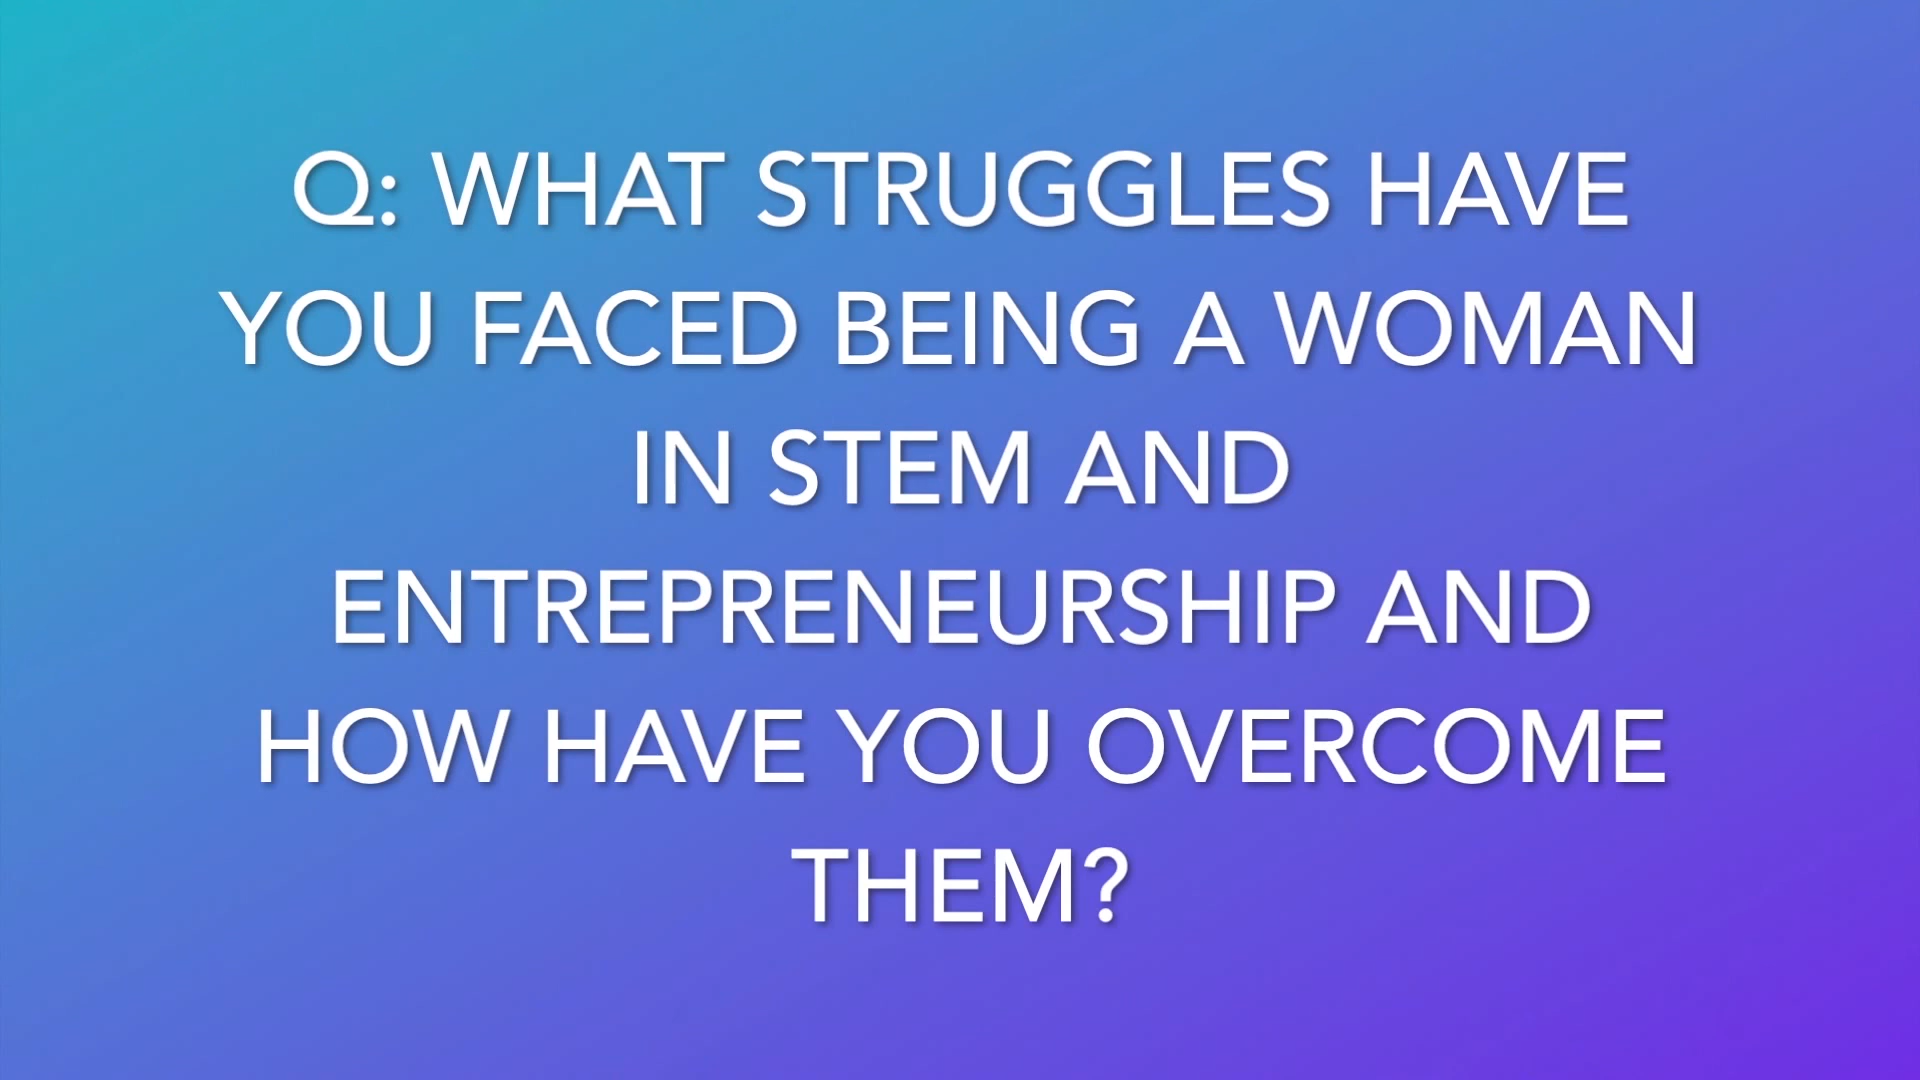 Q: WHAT STRUGGLES HAVE
YOU FACED BEING A WOMAN
IN STEM AND
ENTREPRENEURSHIP AND
HOW HAVE YOU OVERCOME
THEM?